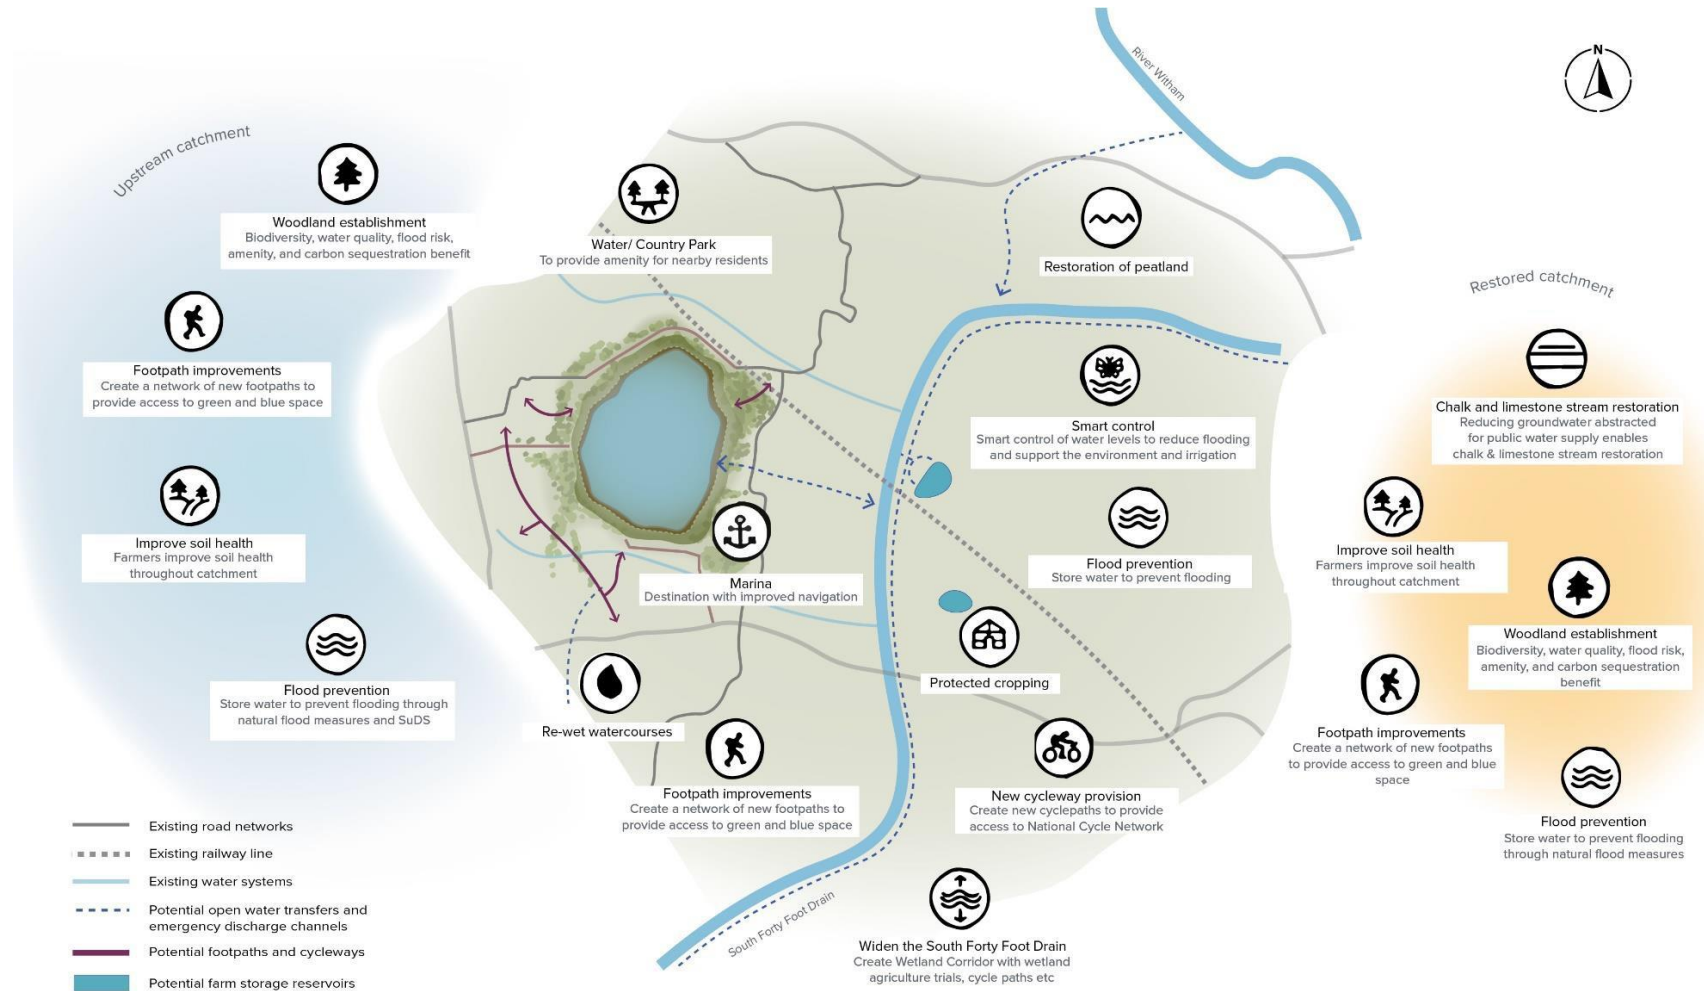 N
River Witham
Upstream catchment
Woodland establishment
Biodiversity, water quality, flood risk,
amenity, and carbon sequestration benefit
Water/ Country Park
To provide amenity for nearby residents
Restoration of peatland
Restored catchment
Footpath improvements
Create a network of new footpaths to
provide access to green and blue space
Chalk and limestone stream restoration
Reducing groundwater abstracted
for public water supply enables
chalk & limestone stream restoration
Smart control
Smart control of water levels to reduce flooding
and support the environment and irrigation
Improve soil health
Farmers improve soil health
throughout catchment
Flood prevention
Store water to prevent flooding
Improve soil health
Farmers improve soil health
throughout catchment
Marina
Destination with improved navigation
Woodland establishment
Biodiversity, water quality, flood risk,
amenity, and carbon sequestration
benefit
Flood prevention
Store water to prevent flooding through
natural flood measures and SuDS
Protected cropping
Re-wet watercourses
Footpath improvements
Create a network of new footpaths
to provide access to green and blue
space
Footpath improvements
Create a network of new footpaths to
provide access to green and blue space
New cycleway provision
Create new cyclepaths to provide
access to National Cycle Network
Flood prevention
Store water to prevent flooding
through natural flood measures
South Forty Foot Drain
Widen the South Forty Foot Drain
Create Wetland Corridor with wetland
agriculture trials, cycle paths etc
Existing road networks
Existing railway line
Existing water systems
Potential open water transfers and
emergency discharge channels
Potential footpaths and cycleways
Potential farm storage reservoirs